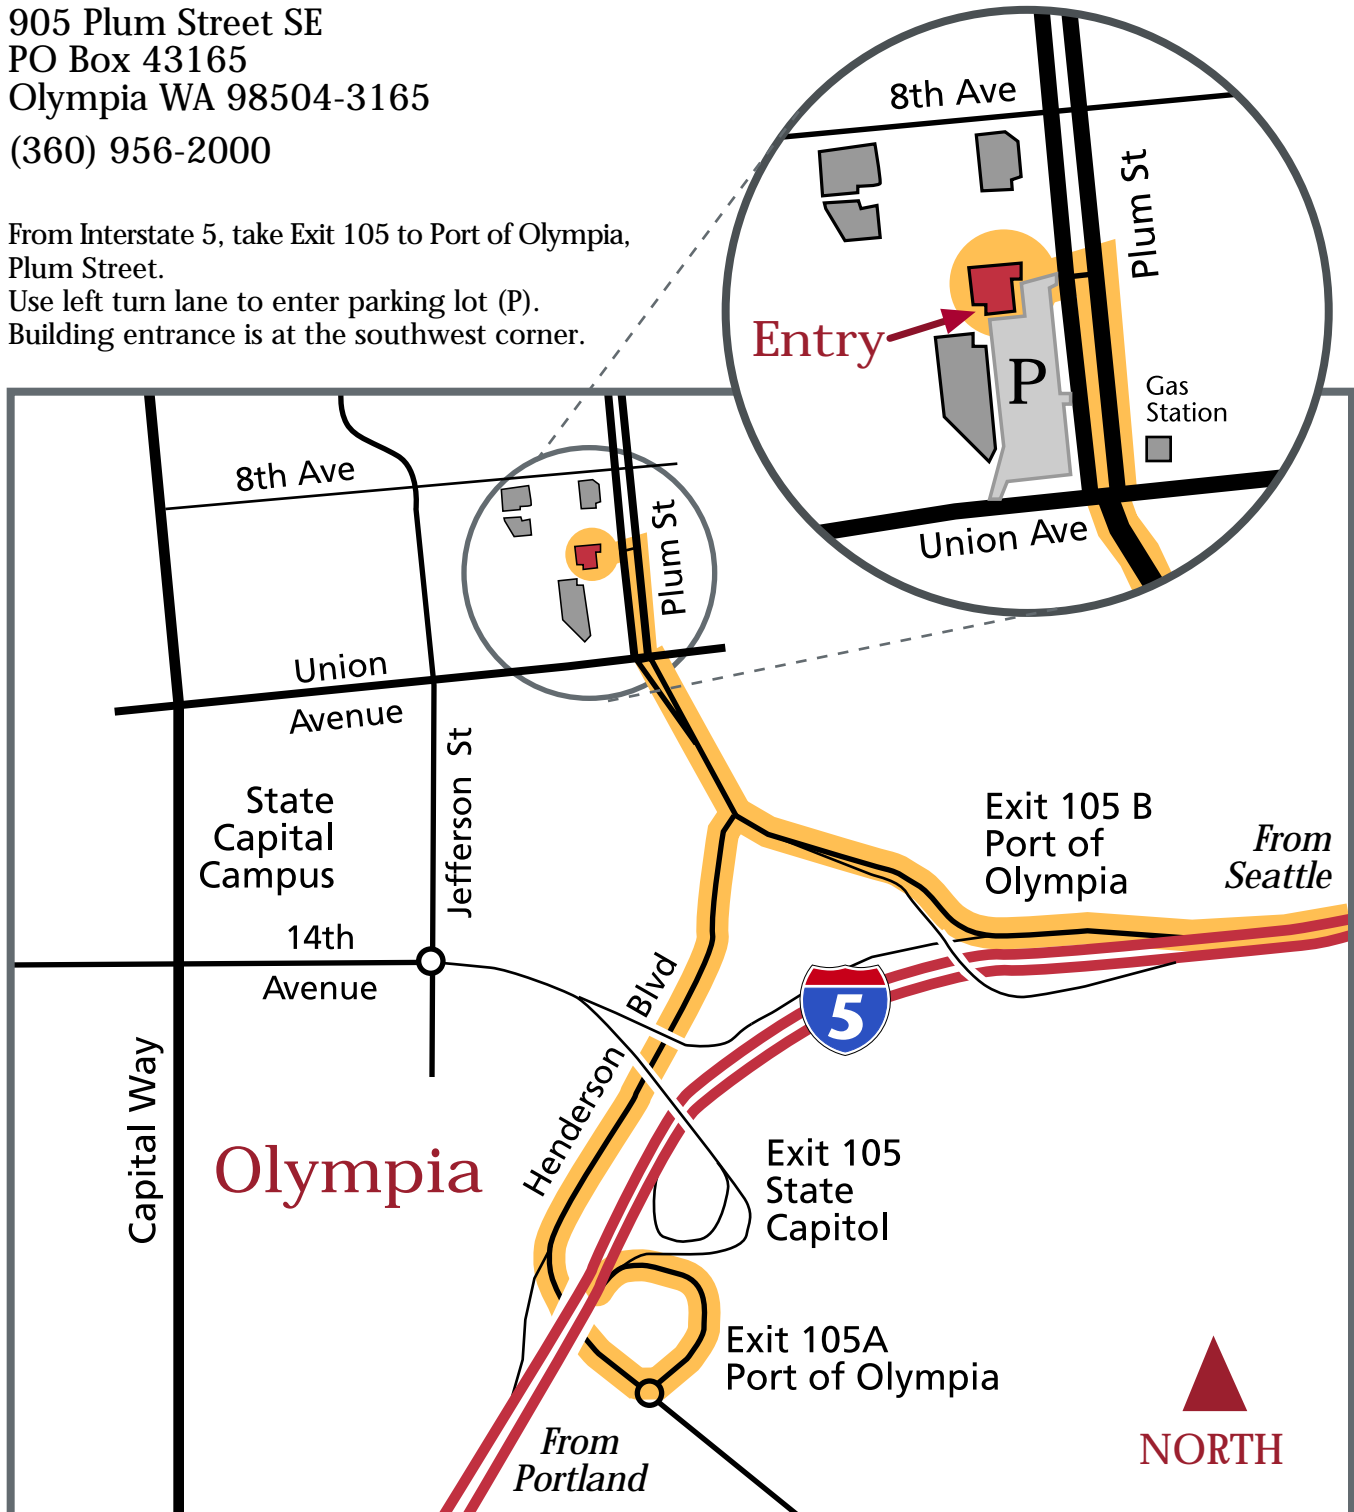 905 Plum Street SE
PO Box 43165
Olympia WA 98504-3165
(360) 956-2000
From Interstate 5, take Exit 105 to Port of Olympia,
Plum Street.
Use left turn lane to enter parking lot (P).
Building entrance is at the southwest corner.
8th Ave
Plum St
Entry
P
Gas
Station
Union Ave
8th Ave
Plum St
Union
Avenue
Jefferson St
State
Capital
Campus
Exit 105 B
Port of
Olympia
From
Seattle
14th
Avenue
Henderson Blvd
5
Capital Way
Olympia
Exit 105
State
Capitol
Exit 105A
Port of Olympia
From
Portland
NORTH